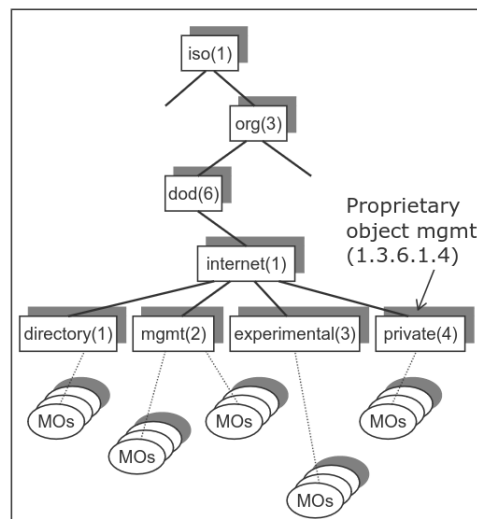 iso(1)
org(3)
dod(6)
Proprietary
object mgmt
(1.3.6.1.4)
internet(1)
directory(1)
mgmt(2)
experimental(3)
private(4)
MOs
MOs
MOs
MOs
MOs